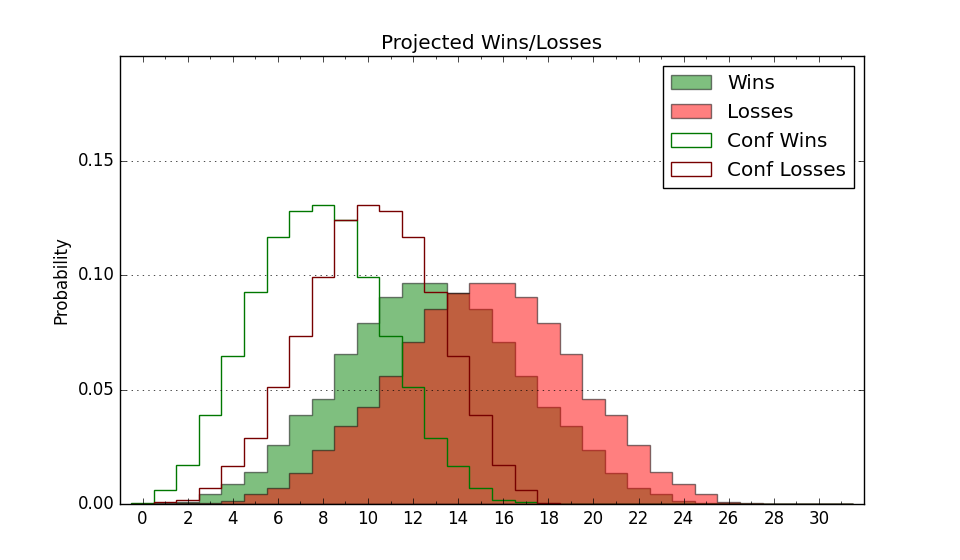 Projected Wins/Losses
Wins
Losses
Conf Wins
Conf Losses
0.15
0.10
0.05
0.00
Probability
0 2 4 6 8 10 12 14 16 18 20 22 24 26 28 30